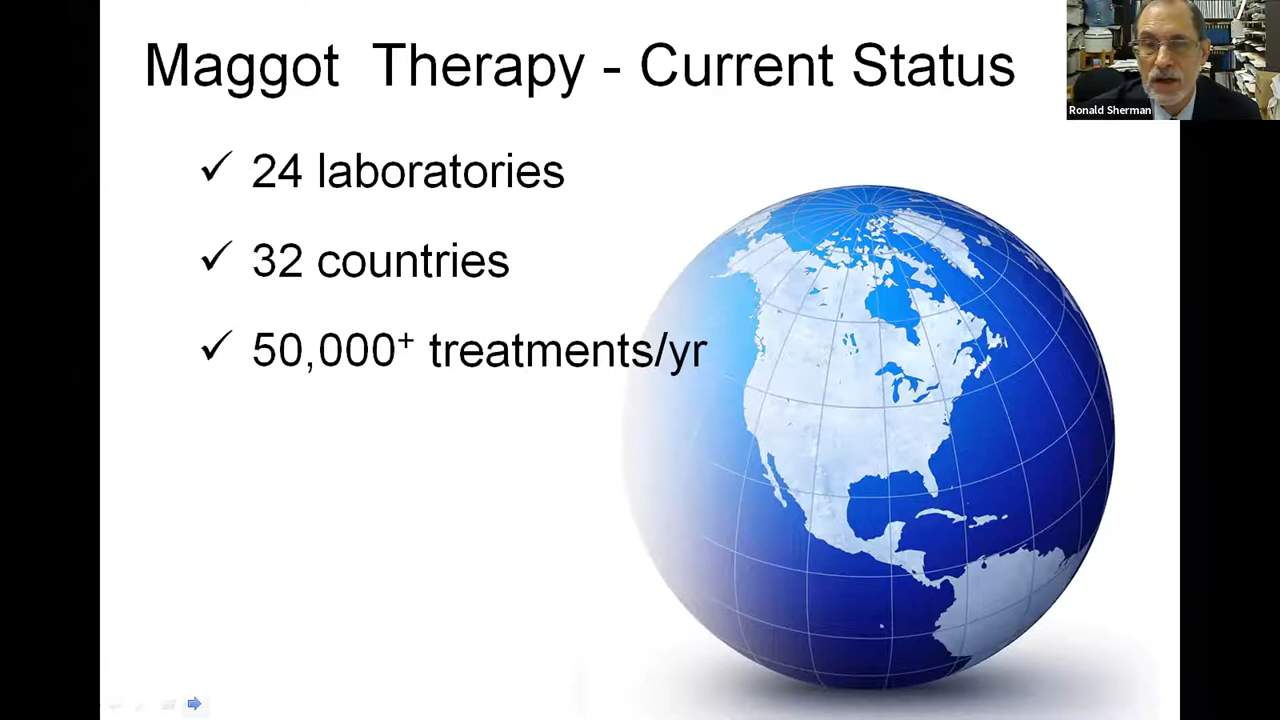 Maggot Therapy - Current Status
Ronald Sherman
✓ 24 laboratories
✓ 32 countries
✓ 50,000⁺ treatments/yr